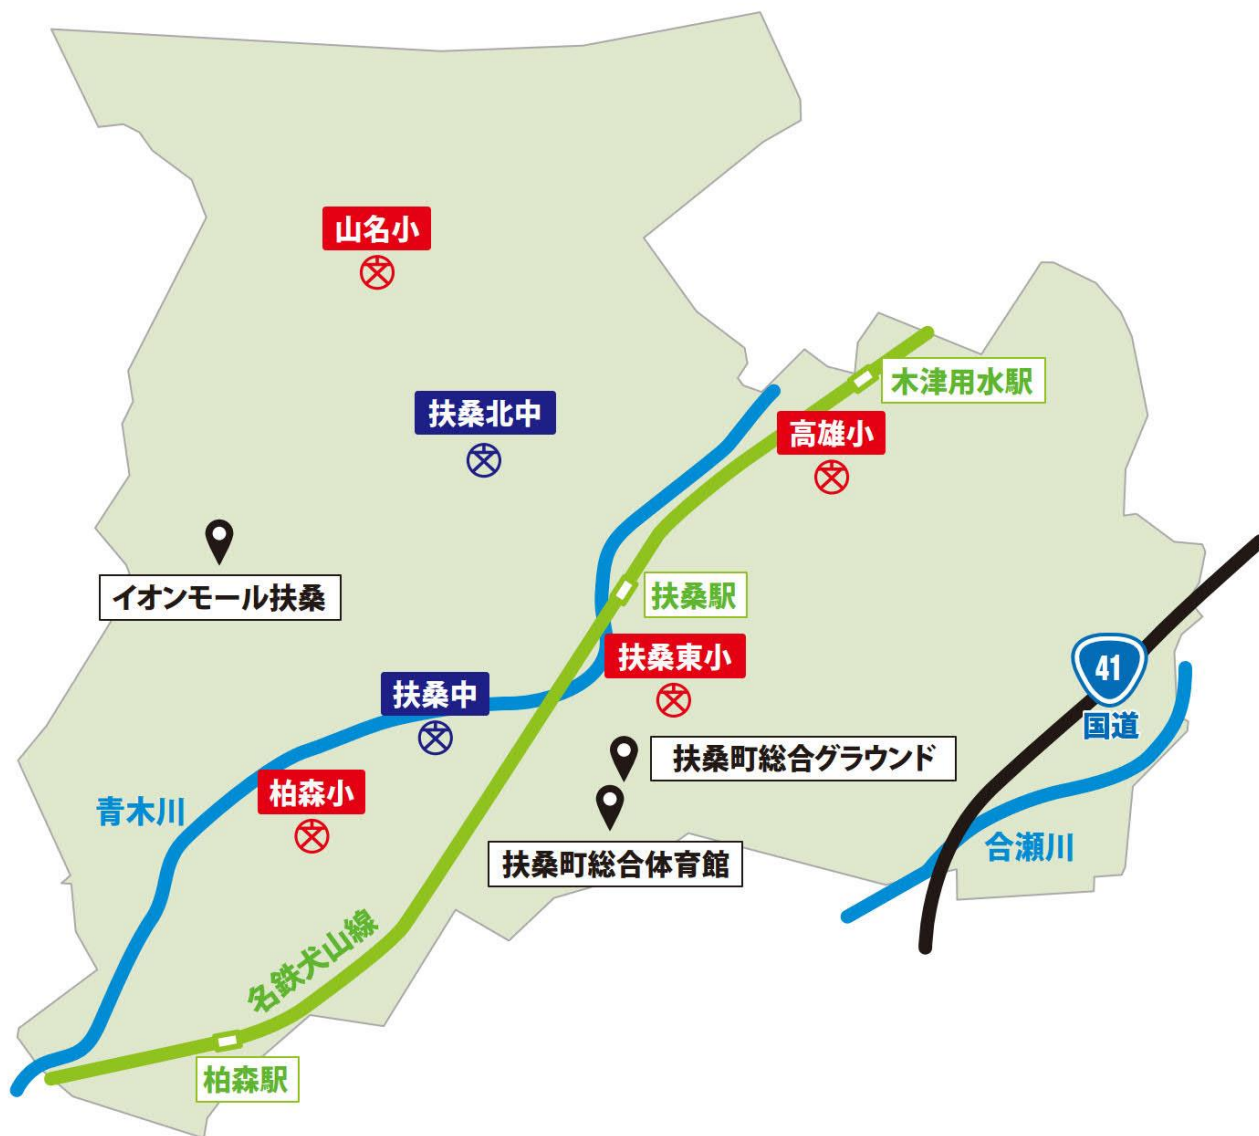 山名小
木津用水駅
扶桑北中
高雄小
イオンモール扶桑
扶桑駅
扶桑東小
41
国道
扶桑中
扶桑町総合グラウンド
柏森小
青木川
扶桑町総合体育館
合瀬川
名鉄犬山線
柏森駅